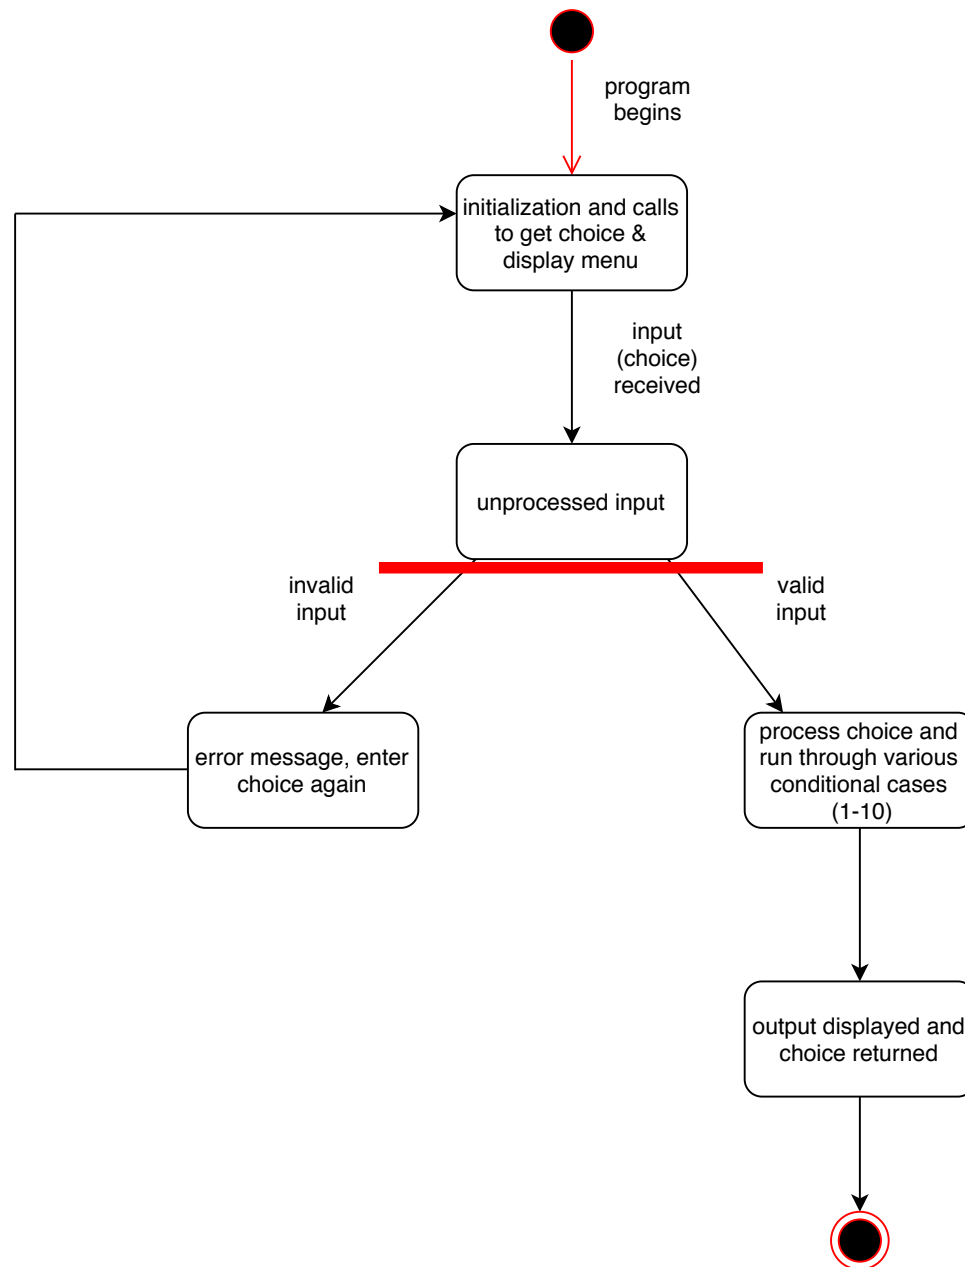 program
begins
initialization and calls
to get choice &
display menu
input
(choice)
received
unprocessed input
invalid
input
valid
input
error message, enter
choice again
process choice and
run through various
conditional cases
(1-10)
output displayed and
choice returned